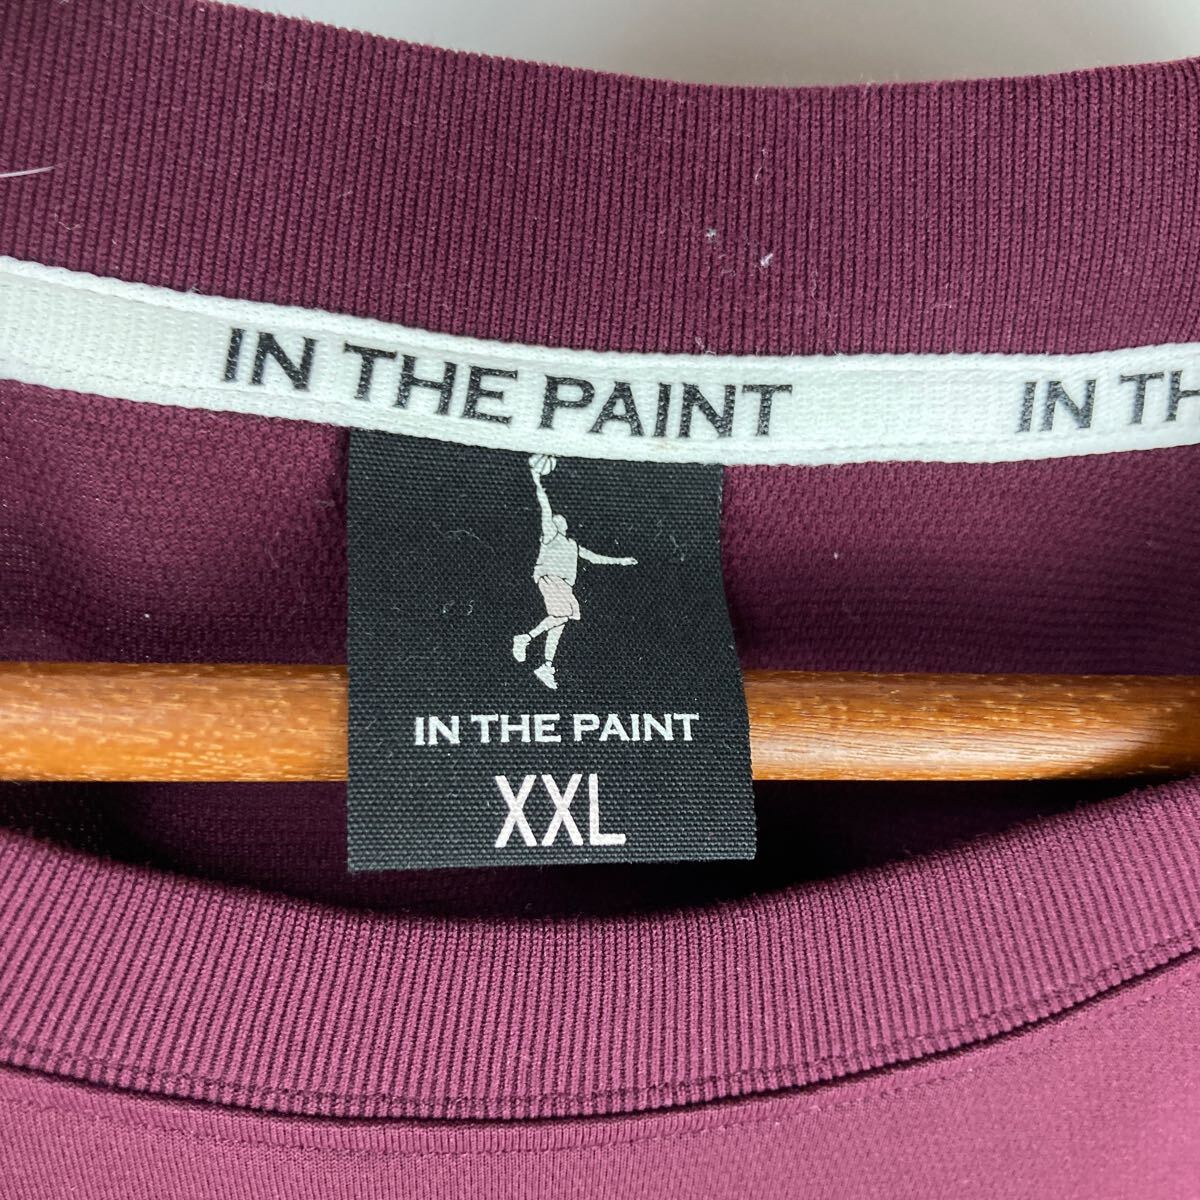 IN THE PAINT IN TH
IN THE PAINT
XXL